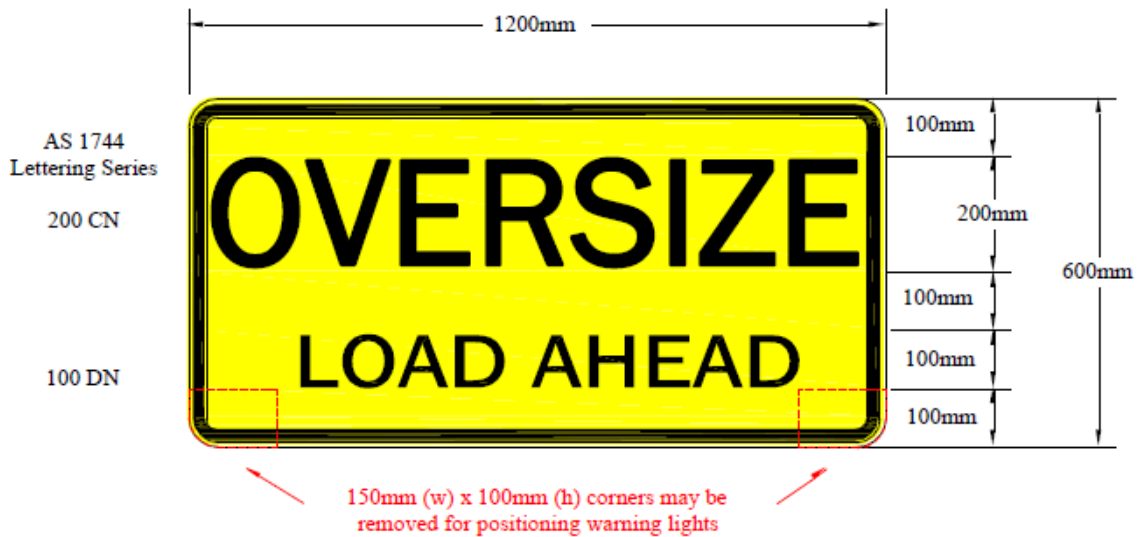 1200mm
AS 1744
Lettering Series
200 CN
100 DN
OVERSIZE
LOAD AHEAD
100mm
200mm
100mm
100mm
100mm
600mm
150mm (w) x 100mm (h) corners may be
removed for positioning warning lights